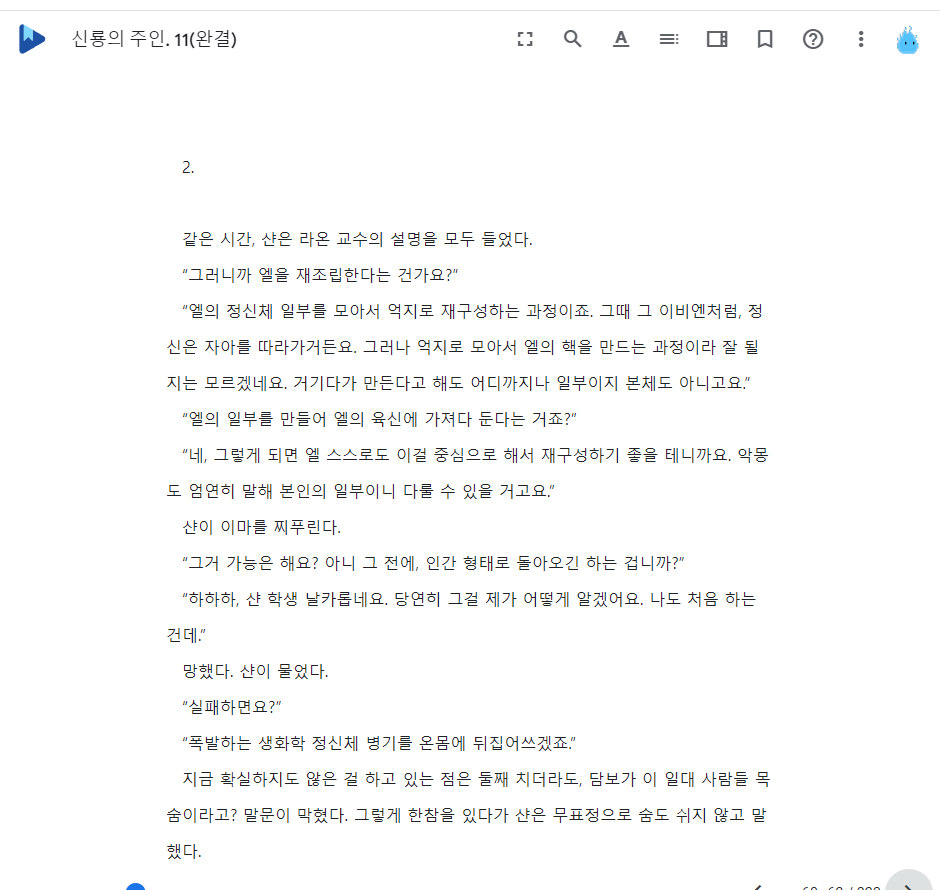 신룡의 주인. 11(완결)
2.
같은 시간, 샨은 라온 교수의 설명을 모두 들었다.
“그러니까 엘을 재조립한다는 건가요?”
“엘의 정신체 일부를 모아서 억지로 재구성하는 과정이죠. 그때 그 이비엔처럼, 정
신은 자아를 따라가거든요. 그러나 억지로 모아서 엘의 핵을 만드는 과정이라 잘 될
지는 모르겠네요. 거기다가 만든다고 해도 어디까지나 일부이지 본체도 아니고요.”
“엘의 일부를 만들어 엘의 육신에 가져다 둔다는 거죠?”
“네, 그렇게 되면 엘 스스로도 이걸 중심으로 해서 재구성하기 좋을 테니까요. 악몽
도 엄연히 말해 본인의 일부이니 다룰 수 있을 거고요.”
샨이 이마를 찌푸린다.
“그거 가능은 해요? 아니 그 전에, 인간 형태로 돌아오긴 하는 겁니까?”
“하하하, 샨 학생 날카롭네요. 당연히 그걸 제가 어떻게 알겠어요. 나도 처음 하는
건데.”
망했다. 샨이 물었다.
“실패하면요?”
“폭발하는 생화학 정신체 병기를 온몸에 뒤집어쓰겠죠.”
지금 확실하지도 않은 걸 하고 있는 점은 둘째 치더라도, 담보가 이 일대 사람들 목
숨이라고? 말문이 막혔다. 그렇게 한참을 있다가 샨은 무표정으로 숨도 쉬지 않고 말
했다.